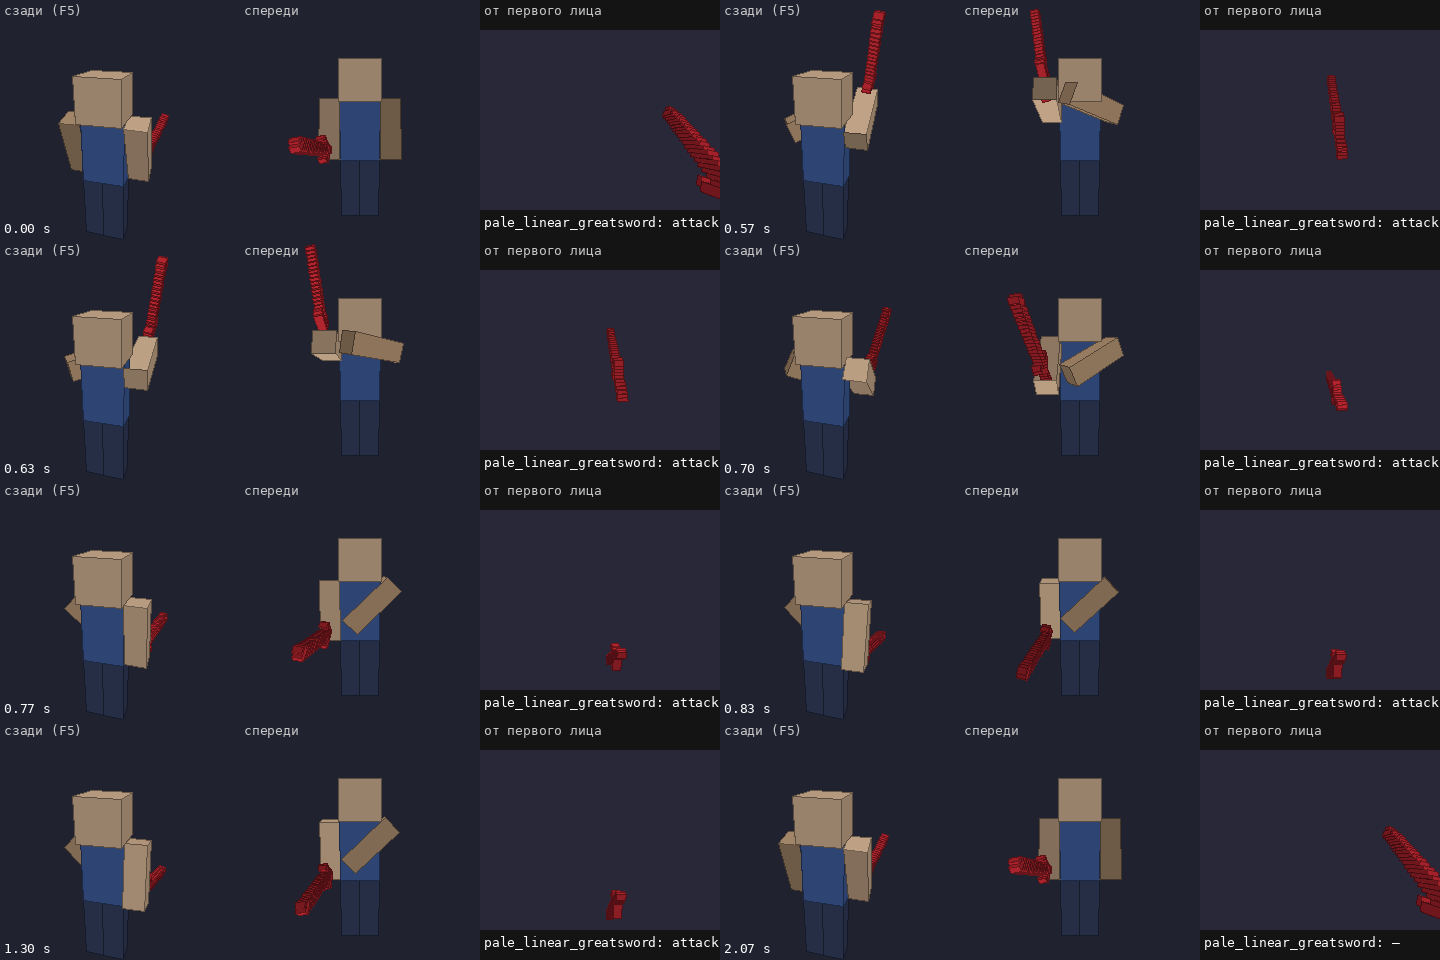 сзади (F5) спереди от первого лица сзади (F5) спереди от первого лица
0.00 s pale_linear_greatsword: attack 0.57 s pale_linear_greatsword: attack
сзади (F5) спереди от первого лица сзади (F5) спереди от первого лица
0.63 s pale_linear_greatsword: attack 0.70 s pale_linear_greatsword: attack
сзади (F5) спереди от первого лица сзади (F5) спереди от первого лица
0.77 s pale_linear_greatsword: attack 0.83 s pale_linear_greatsword: attack
сзади (F5) спереди от первого лица сзади (F5) спереди от первого лица
1.30 s pale_linear_greatsword: attack 2.07 s pale_linear_greatsword: —